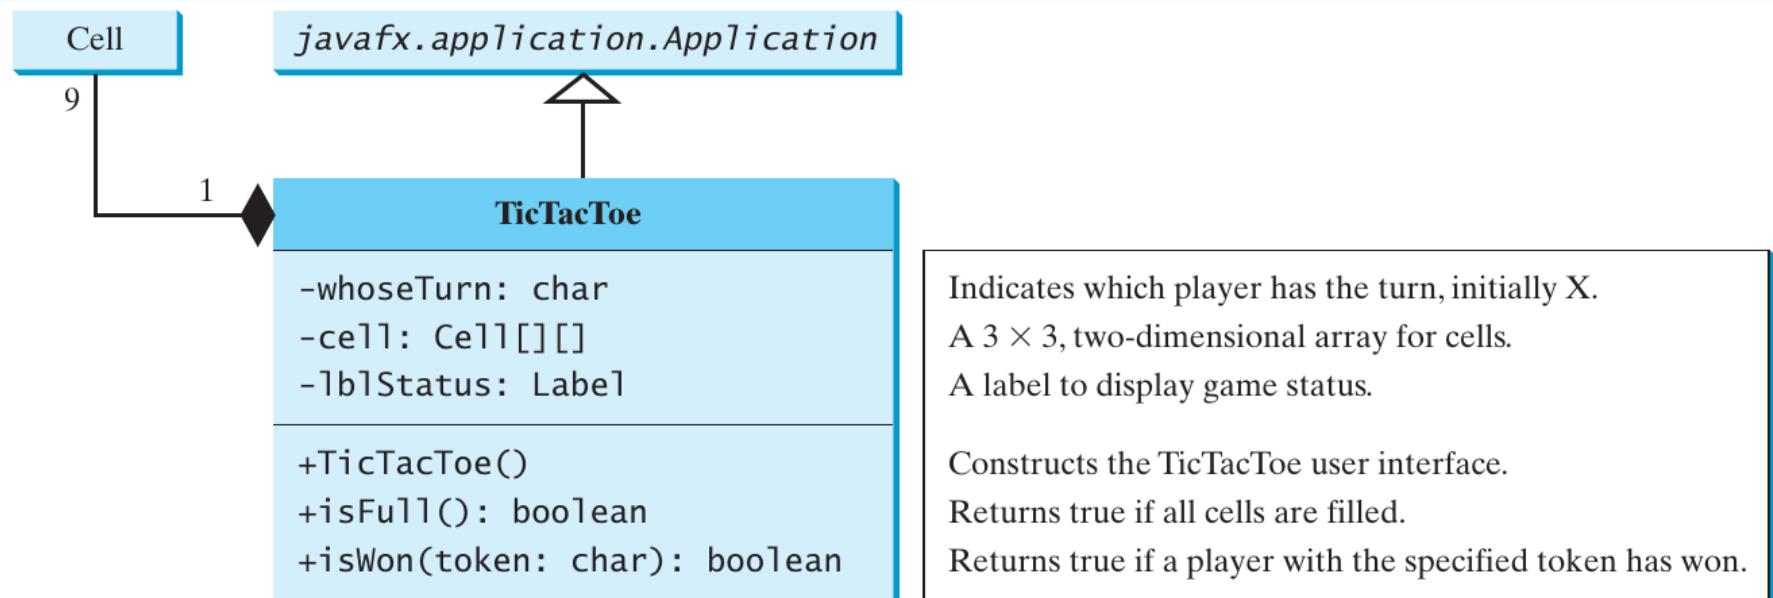 Cell
javafx.application.Application
9
1
TicTacToe
-whoseTurn: char
Indicates which player has the turn, initially X.
-cell: Cell[][]
A 3 × 3, two-dimensional array for cells.
-lblStatus: Label
A label to display game status.
+TicTacToe()
Constructs the TicTacToe user interface.
+isFull(): boolean
Returns true if all cells are filled.
+isWon(token: char): boolean
Returns true if a player with the specified token has won.